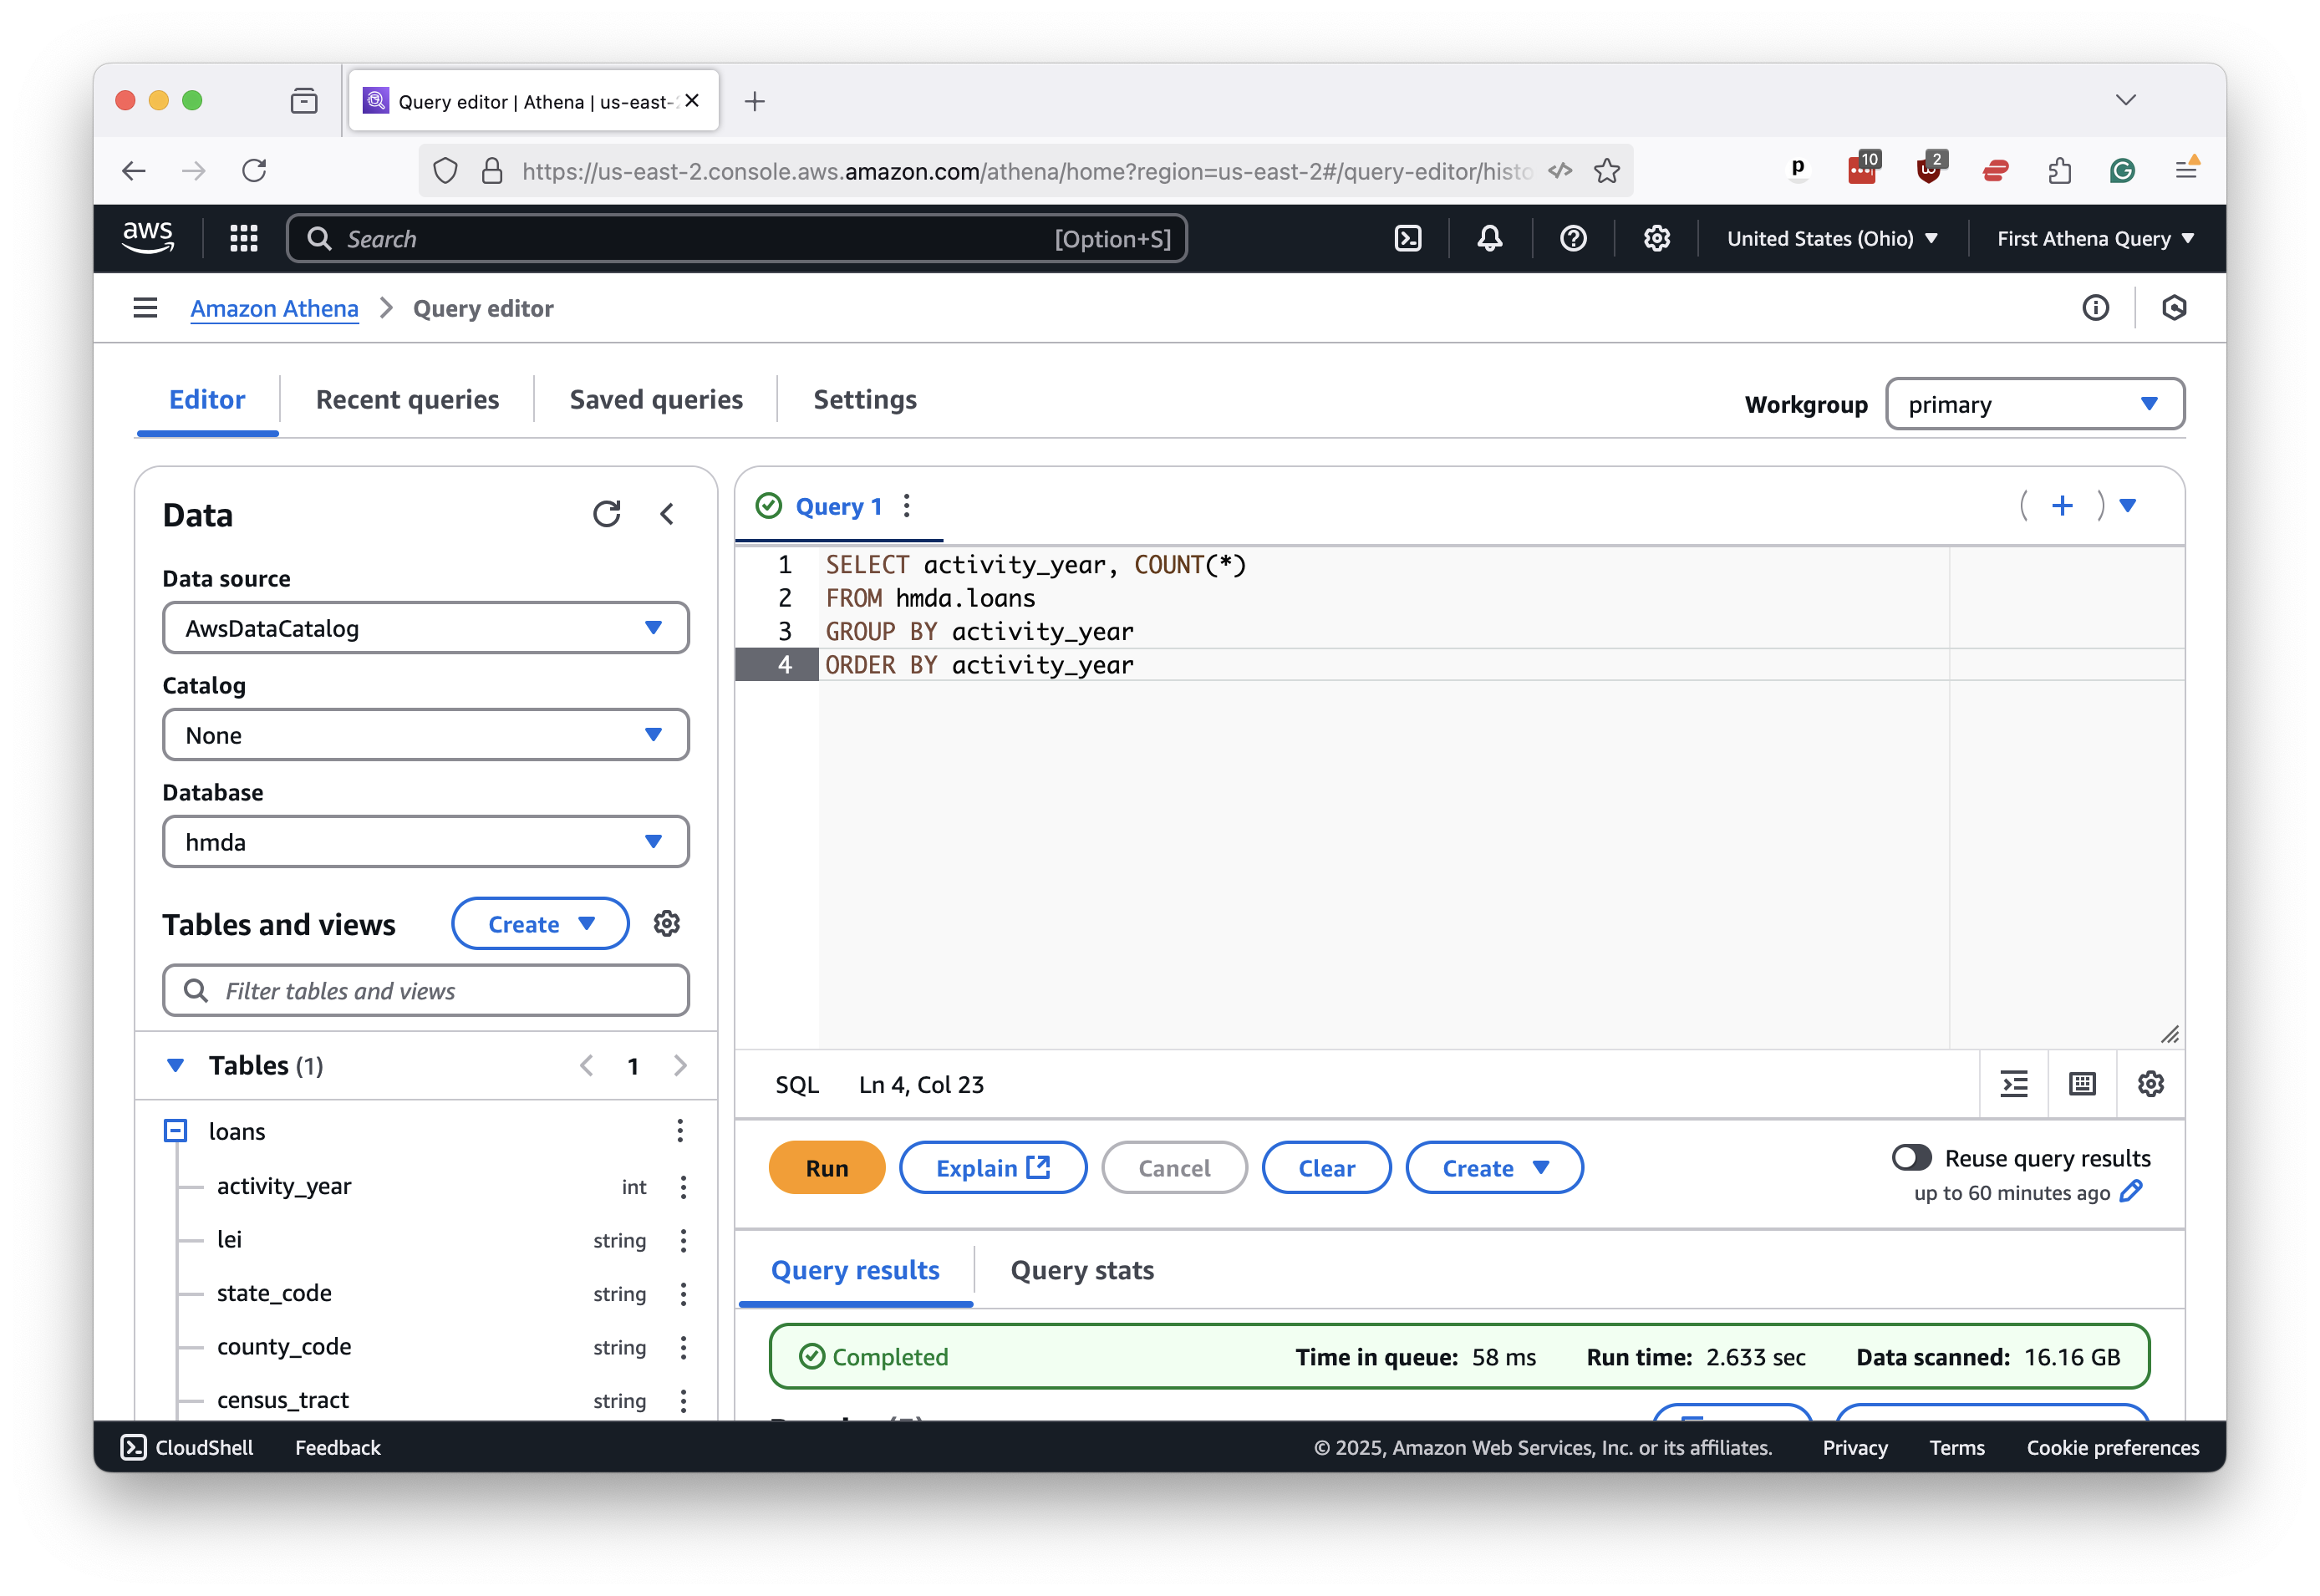 Query editor | Athena | us-east-
https://us-east-2.console.aws.amazon.com/athena/home?region=us-east-2#/query-editor/histo
p
10
2
aws
Search
[Option+S]
United States (Ohio)
First Athena Query
Amazon Athena
Query editor
Editor
Recent queries
Saved queries
Settings
Workgroup
primary
Data
Data source
AwsDataCatalog
Catalog
None
Database
hmda
Tables and views
Create
Filter tables and views
Tables (1)
1
loans
activity_year int
lei string
state_code string
county_code string
census_tract string
Query 1
1 SELECT activity_year, COUNT(*)
2 FROM hmda.loans
3 GROUP BY activity_year
4 ORDER BY activity_year
SQL Ln 4, Col 23
Run
Explain
Cancel
Clear
Create
Reuse query results
up to 60 minutes ago
Query results
Query stats
Completed
Time in queue: 58 ms
Run time: 2.633 sec
Data scanned: 16.16 GB
CloudShell
Feedback
© 2025, Amazon Web Services, Inc. or its affiliates.
Privacy
Terms
Cookie preferences